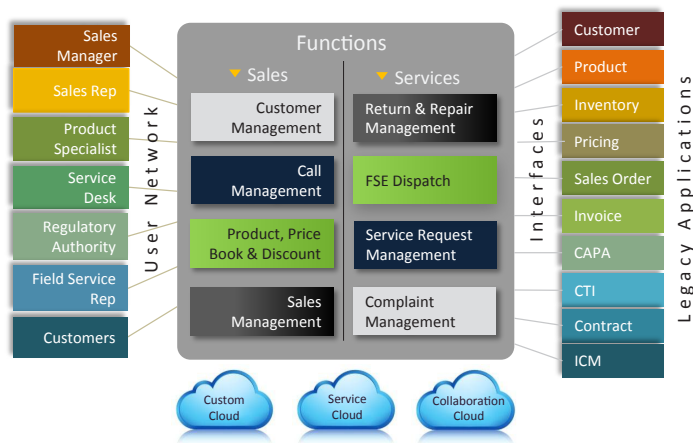 Sales
Manager
Sales Rep
Product
Specialist
Service
Desk
Regulatory
Authority
Field Service
Rep
Customers
User Network
Functions
Sales
Customer
Management
Call
Management
Product, Price
Book & Discount
Sales
Management
Services
Return & Repair
Management
FSE Dispatch
Service Request
Management
Complaint
Management
Interfaces
Customer
Product
Inventory
Pricing
Sales Order
Invoice
CAPA
CTI
Contract
ICM
Legacy Applications
Custom
Cloud
Service
Cloud
Collaboration
Cloud